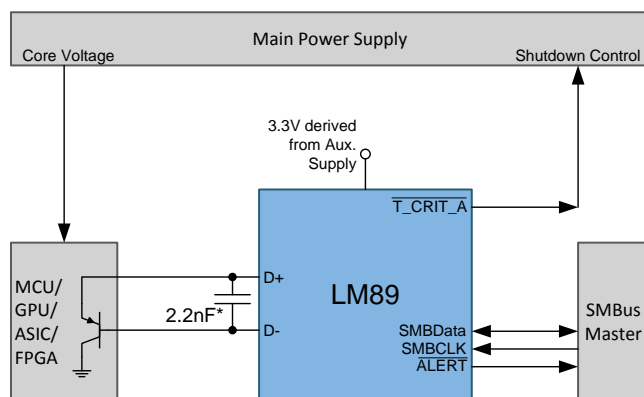 Main Power Supply
Core Voltage
Shutdown Control
3.3V derived
from Aux.
Supply
T_CRIT_A
MCU/
GPU/
ASIC/
FPGA
D+
2.2nF*
D-
LM89
SMBData
SMBCLK
ALERT
SMBus
Master